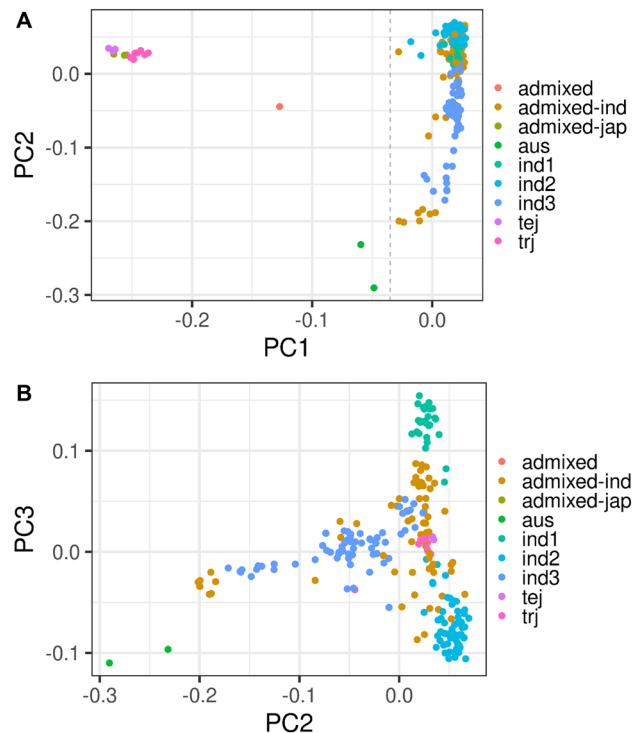 A
PC2
0.0
-0.1
-0.2
-0.3
-0.2
-0.1
0.0
PC1
admixed
admixed-ind
admixed-jap
aus
ind1
ind2
ind3
tej
trj
B
PC3
0.1
0.0
-0.1
-0.3
-0.2
-0.1
0.0
PC2
admixed
admixed-ind
admixed-jap
aus
ind1
ind2
ind3
tej
trj